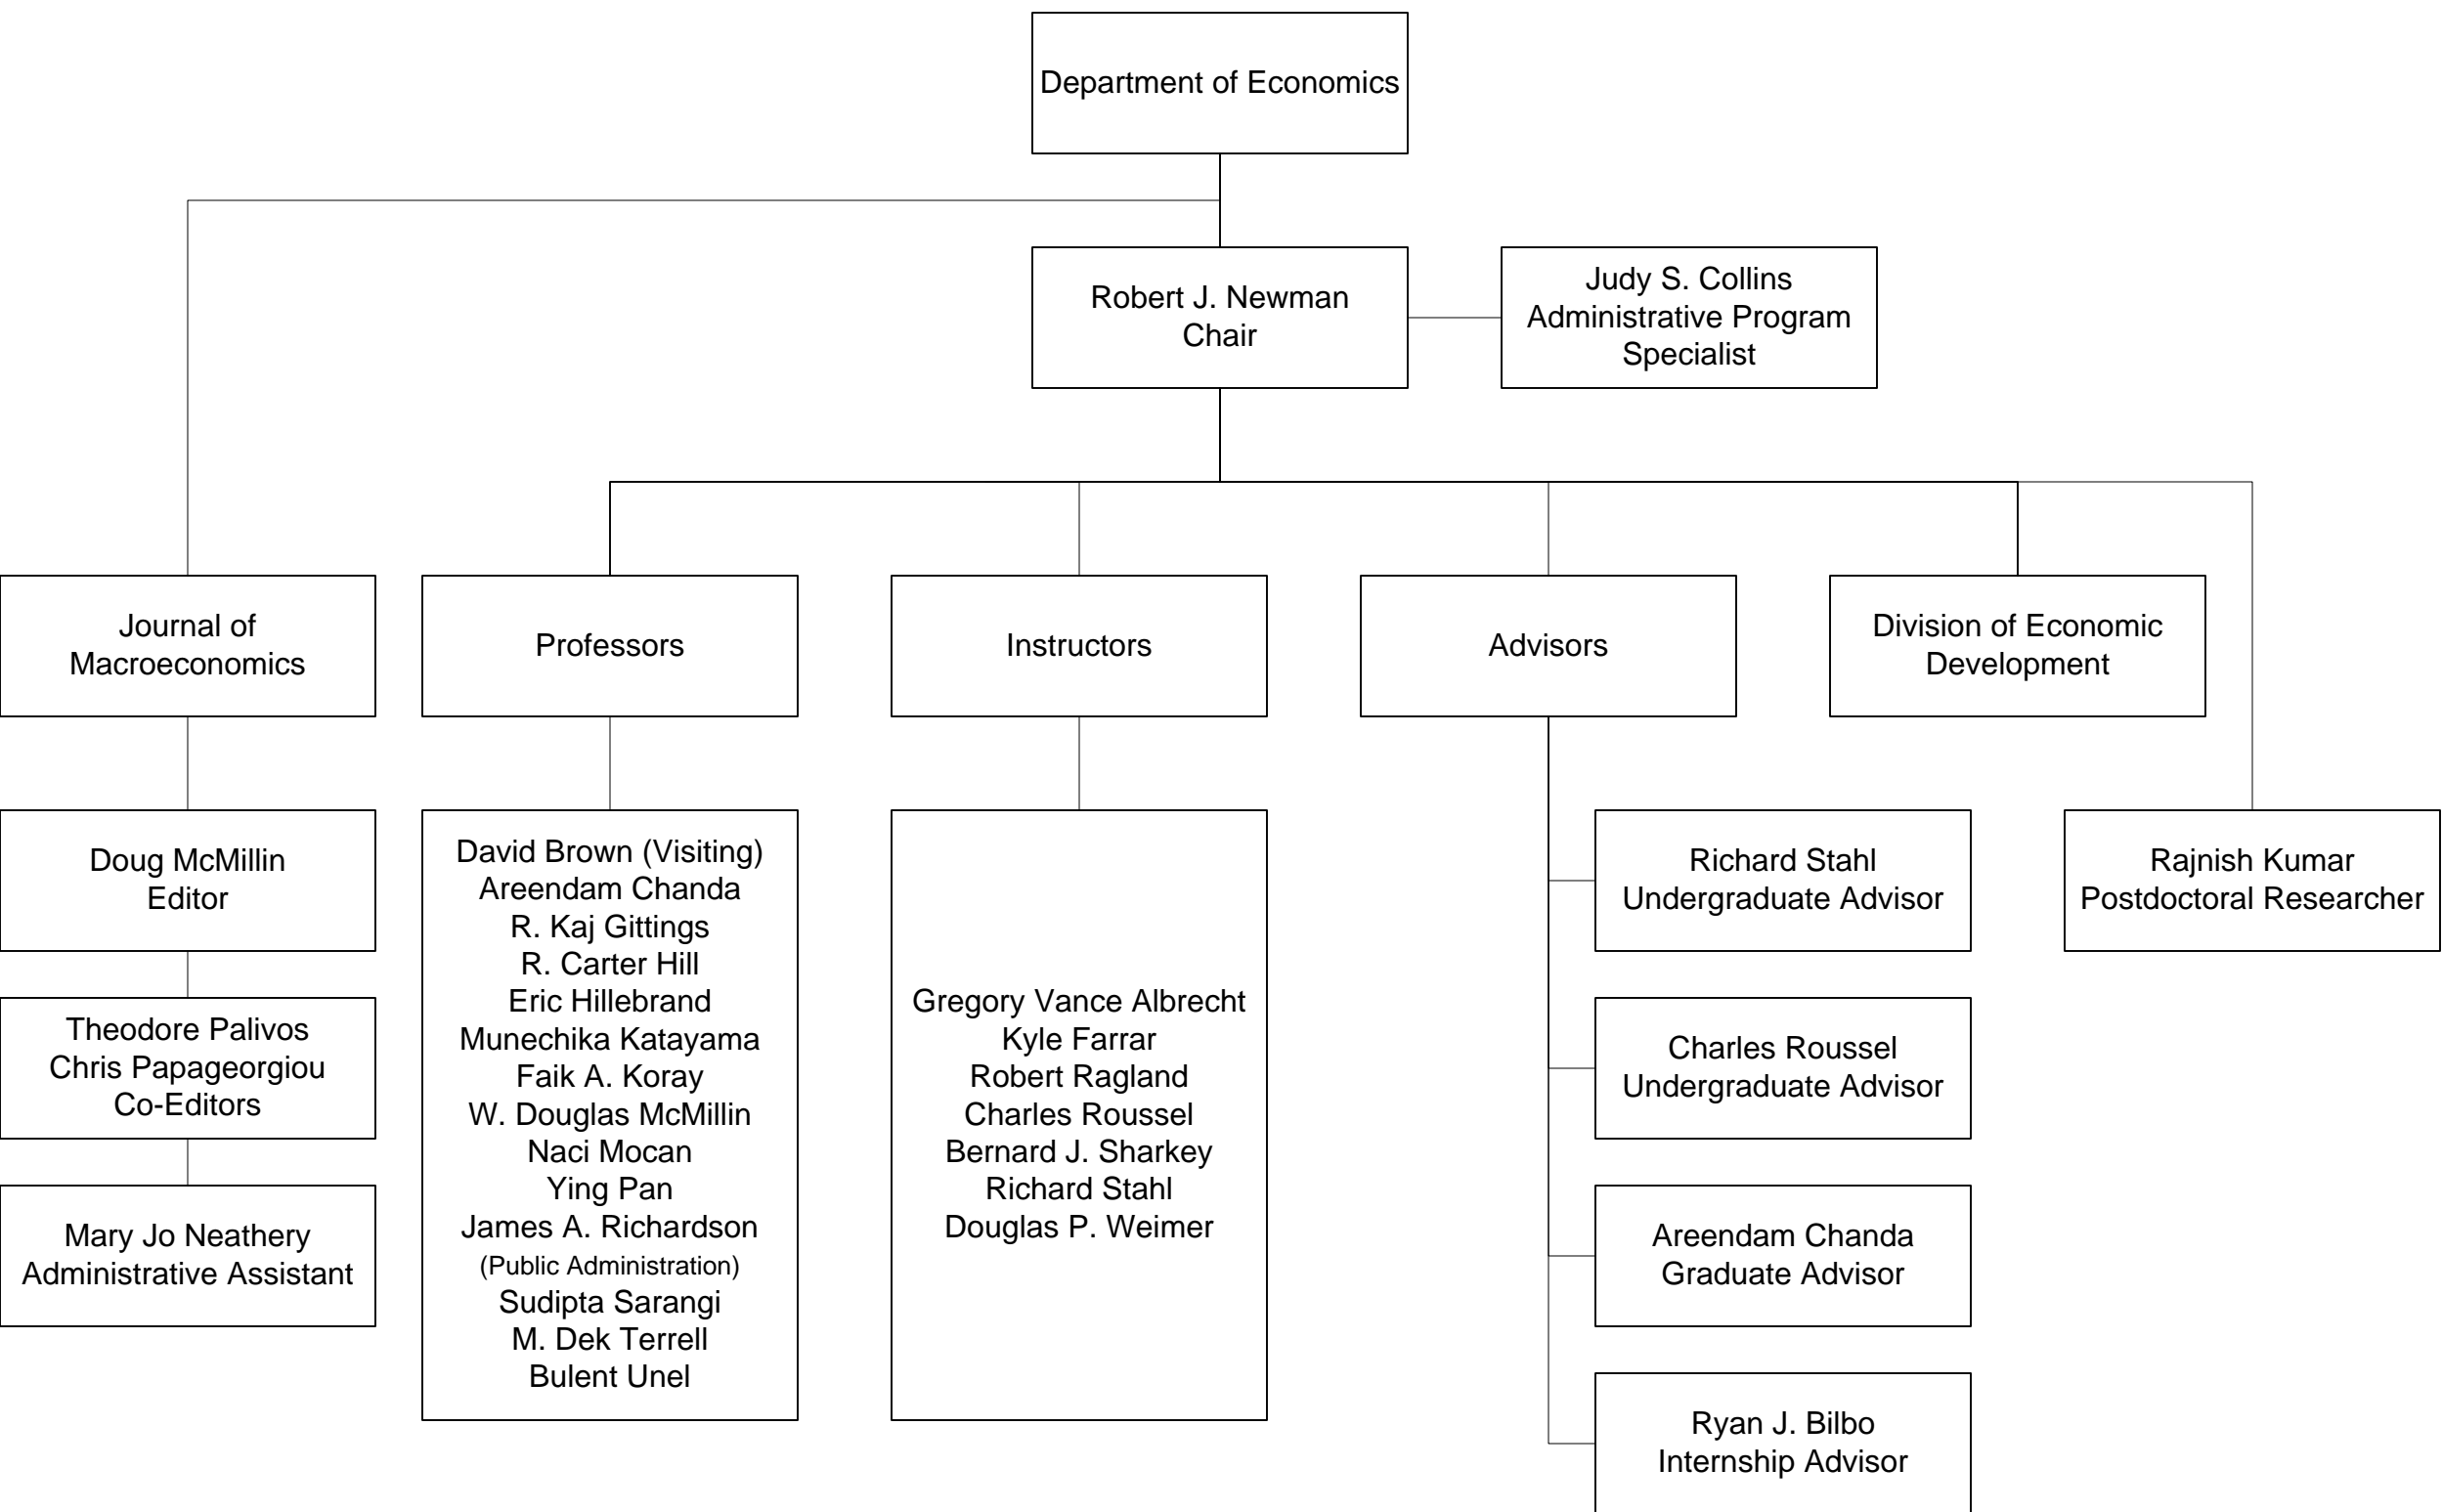 Department of Economics
Robert J. Newman
Chair
Judy S. Collins
Administrative Program
Specialist
Journal of
Macroeconomics
Professors
Instructors
Advisors
Division of Economic
Development
Doug McMillin
Editor
Theodore Palivos
Chris Papageorgiou
Co-Editors
Mary Jo Neathery
Administrative Assistant
David Brown (Visiting)
Areendam Chanda
R. Kaj Gittings
R. Carter Hill
Eric Hillebrand
Munechika Katayama
Faik A. Koray
W. Douglas McMillin
Naci Mocan
Ying Pan
James A. Richardson
(Public Administration)
Sudipta Sarangi
M. Dek Terrell
Bulent Unel
Gregory Vance Albrecht
Kyle Farrar
Robert Ragland
Charles Roussel
Bernard J. Sharkey
Richard Stahl
Douglas P. Weimer
Richard Stahl
Undergraduate Advisor
Charles Roussel
Undergraduate Advisor
Areendam Chanda
Graduate Advisor
Ryan J. Bilbo
Internship Advisor
Rajnish Kumar
Postdoctoral Researcher